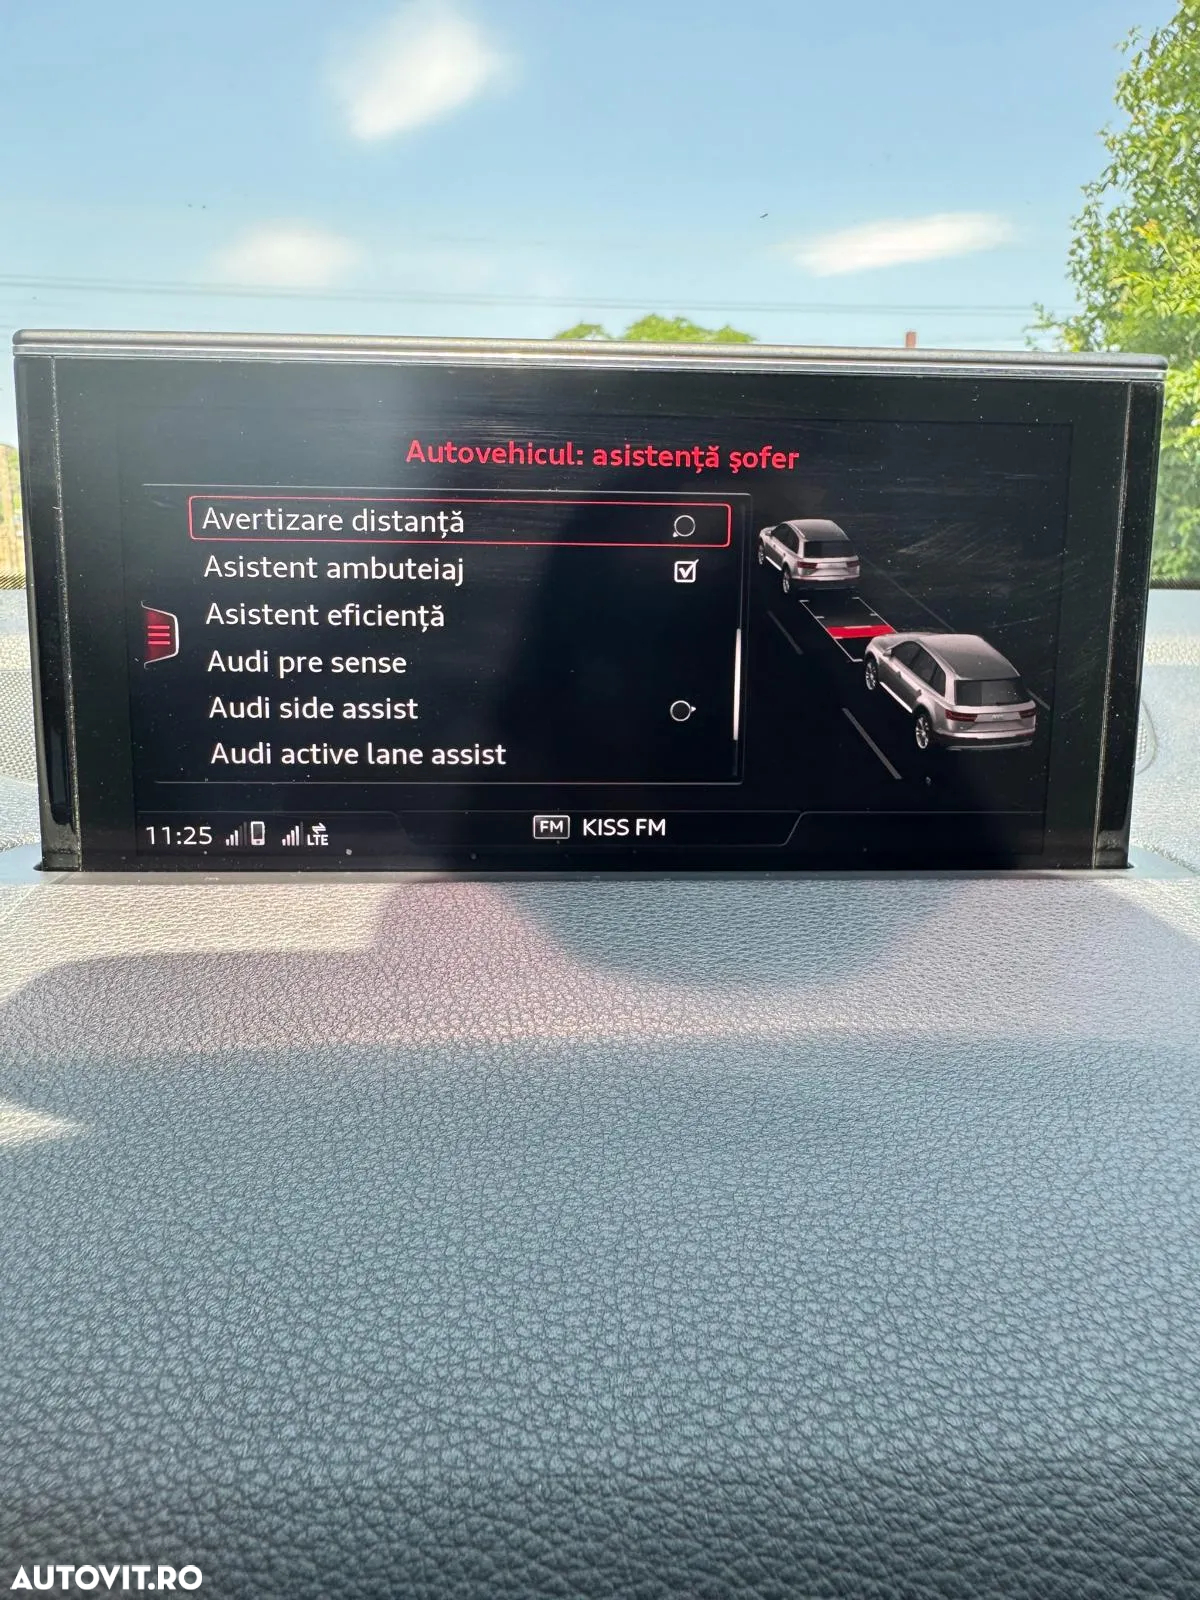 Autovehicul: asistență șofer
Avertizare distanță
Asistent ambuteiaj
Asistent eficiență
Audi pre sense
Audi side assist
Audi active lane assist
11:25 LTE
FM KISS FM
AUTOVIT.RO